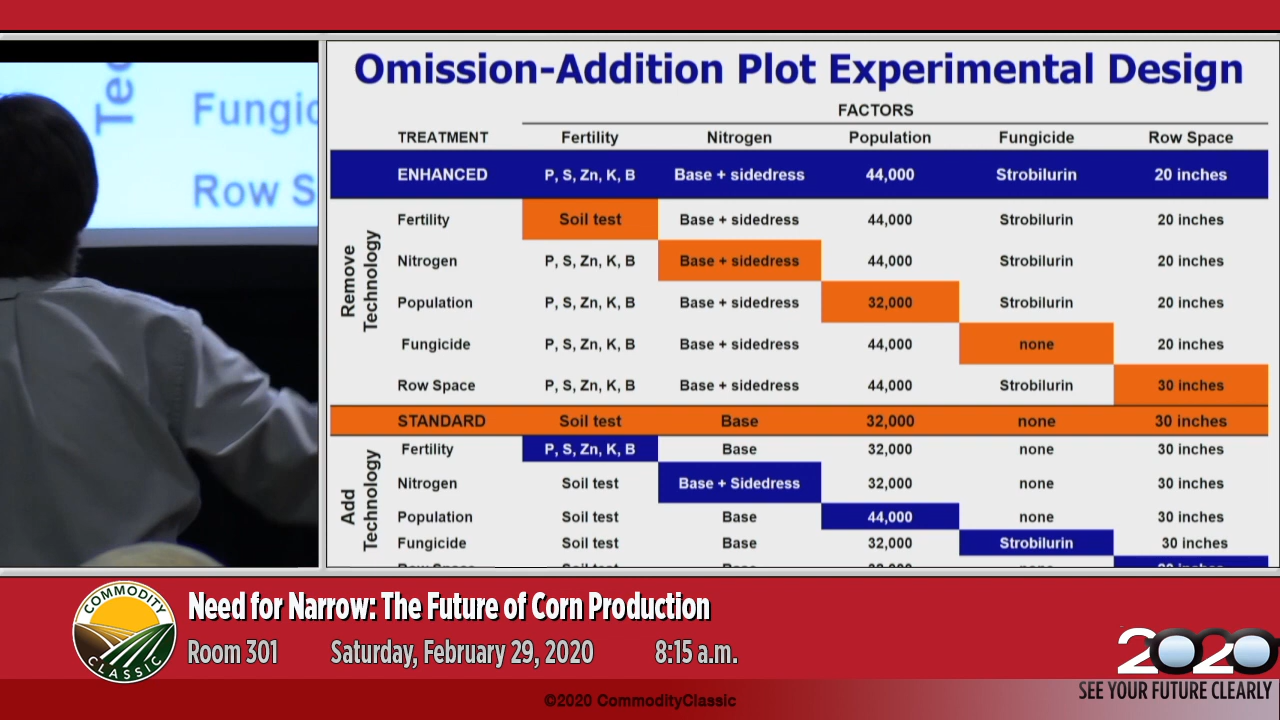 Tec
Fungic
Row S
Omission-Addition Plot Experimental Design
FACTORS
TREATMENT Fertility Nitrogen Population Fungicide Row Space
ENHANCED P, S, Zn, K, B Base + sidedress 44,000 Strobilurin 20 inches
Remove Technology
Fertility Soil test Base + sidedress 44,000 Strobilurin 20 inches
Nitrogen P, S, Zn, K, B Base + sidedress 44,000 Strobilurin 20 inches
Population P, S, Zn, K, B Base + sidedress 32,000 Strobilurin 20 inches
Fungicide P, S, Zn, K, B Base + sidedress 44,000 none 20 inches
Row Space P, S, Zn, K, B Base + sidedress 44,000 Strobilurin 30 inches
STANDARD Soil test Base 32,000 none 30 inches
Add Technology
Fertility P, S, Zn, K, B Base 32,000 none 30 inches
Nitrogen Soil test Base + Sidedress 32,000 none 30 inches
Population Soil test Base 44,000 none 30 inches
Fungicide Soil test Base 32,000 Strobilurin 30 inches
COMMODITY CLASSIC
Need for Narrow: The Future of Corn Production
Room 301 Saturday, February 29, 2020 8:15 a.m.
2020
SEE YOUR FUTURE CLEARLY
©2020 CommodityClassic